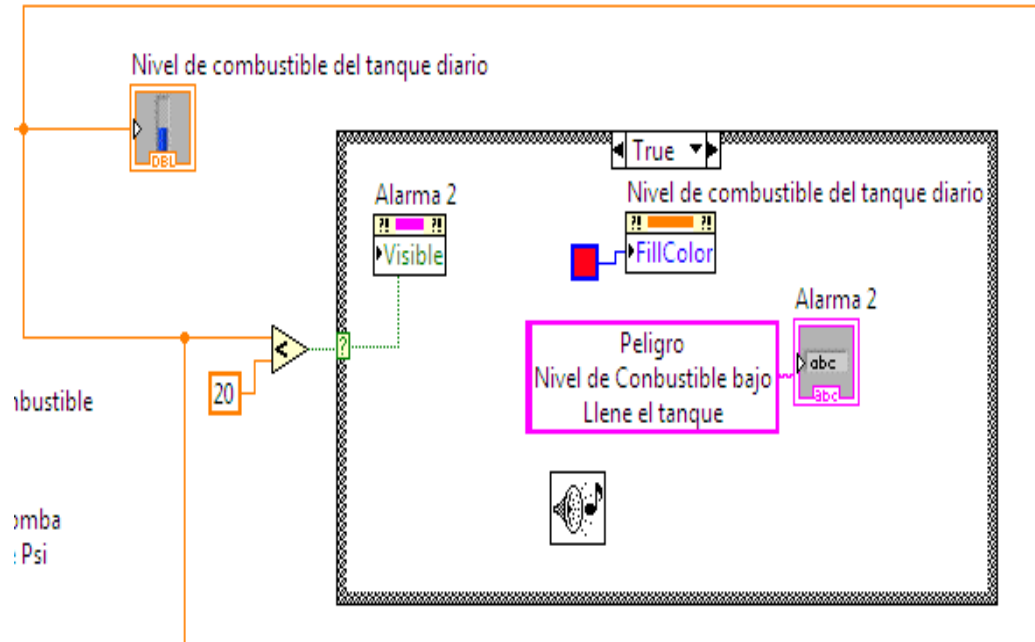 Nivel de combustible del tanque diario
DBL
True
Alarma 2
?! ?!
Visible
Nivel de combustible del tanque diario
?! ?!
FillColor
Alarma 2
abc
abc
Peligro
Nivel de Conbustible bajo
Llene el tanque
<
?
20
nbustible
omba
e Psi